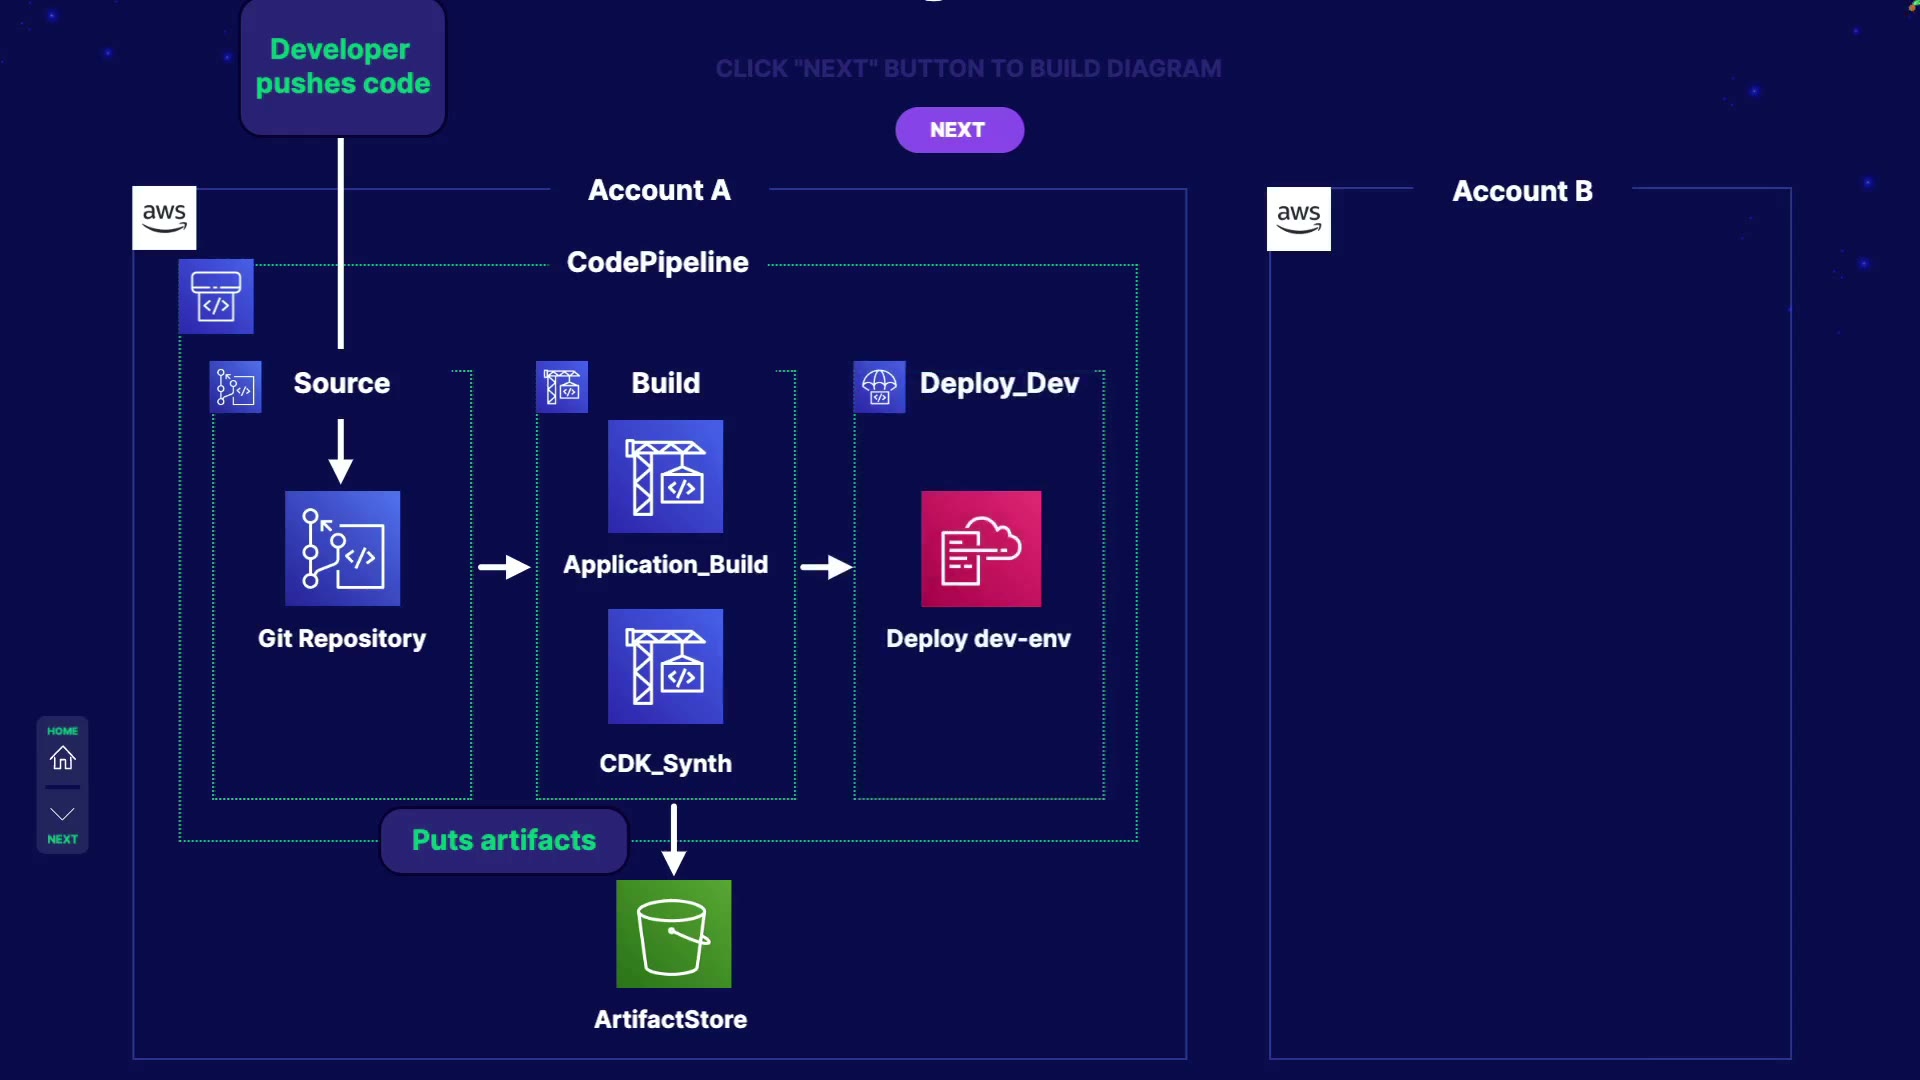 Developer
pushes code
CLICK "NEXT" BUTTON TO BUILD DIAGRAM
NEXT
aws
Account A
aws
Account B
CodePipeline
</>
</>
Source
</>
Build
</>
Deploy_Dev
</>
</>
Application_Build
Git Repository
Deploy dev-env
</>
CDK_Synth
HOME
NEXT
Puts artifacts
ArtifactStore